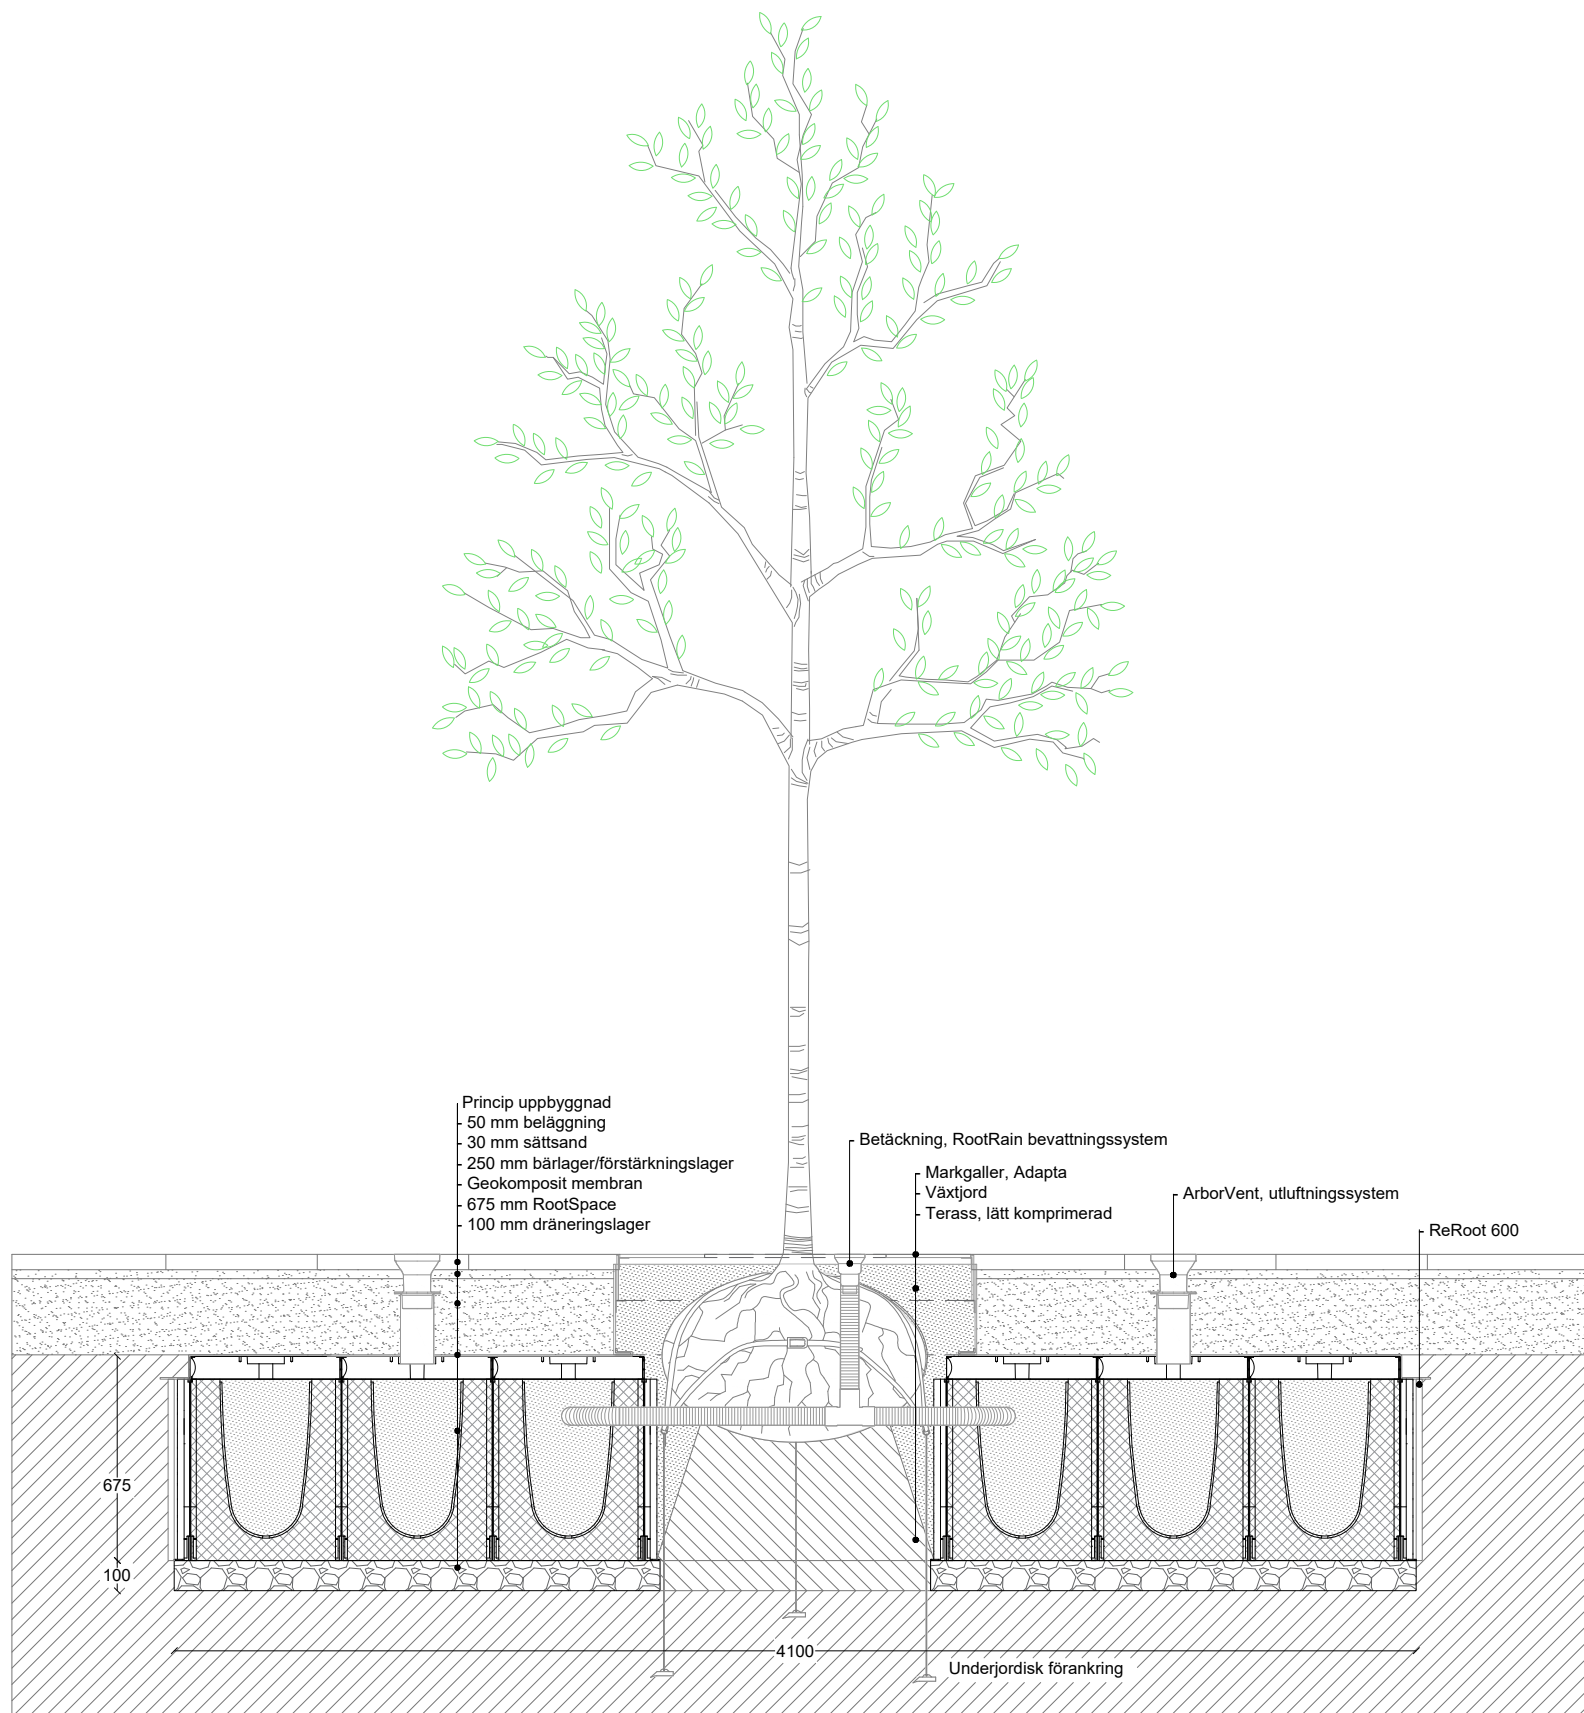 Princip uppbyggnad
50 mm beläggning
30 mm sättsand
250 mm bärlager/förstärkningslager
Geokomposit membran
675 mm RootSpace
100 mm dräneringslager
Betäckning, RootRain bevattningssystem
Markgaller, Adapta
Växtjord
Terass, lätt komprimerad
ArborVent, utluftningssystem
ReRoot 600
675
100
4100
Underjordisk förankring